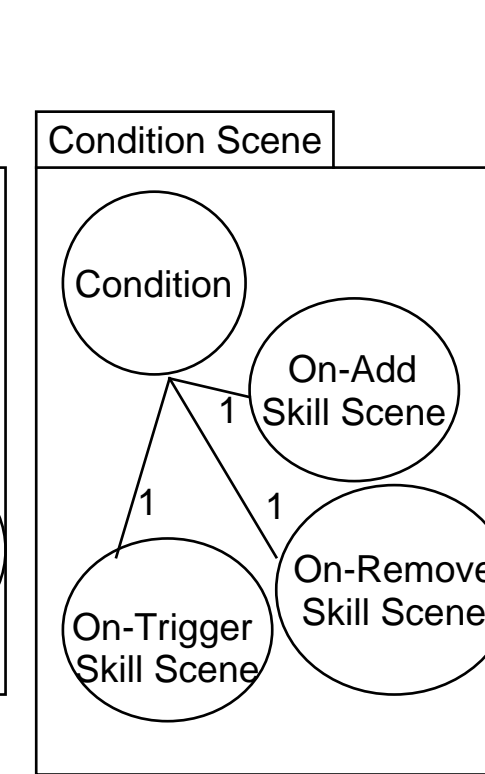 Condition Scene
Condition
On-Add
Skill Scene
1
1
1
On-Remove
Skill Scene
On-Trigger
Skill Scene